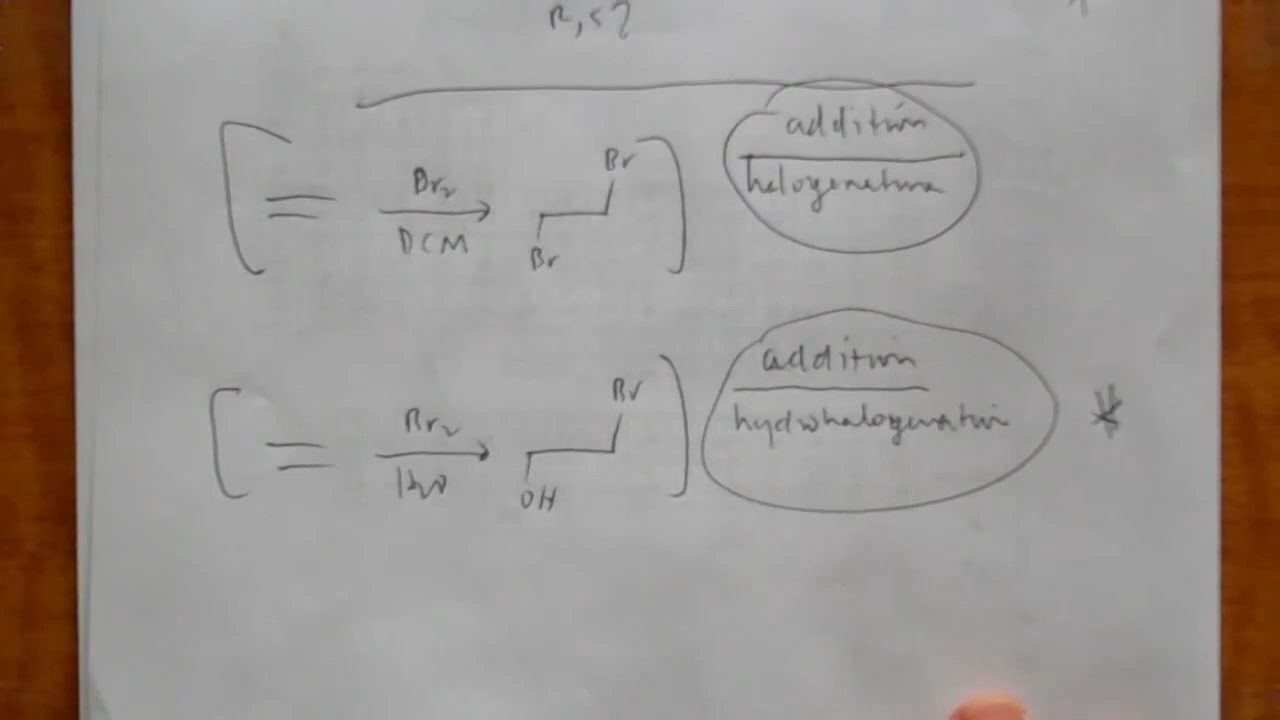 R, S ?
addition
halogenation
Br₂
DCM
Br
Br
addition
hydrohalogenation
Br₂
H₂O
Br
OH
*